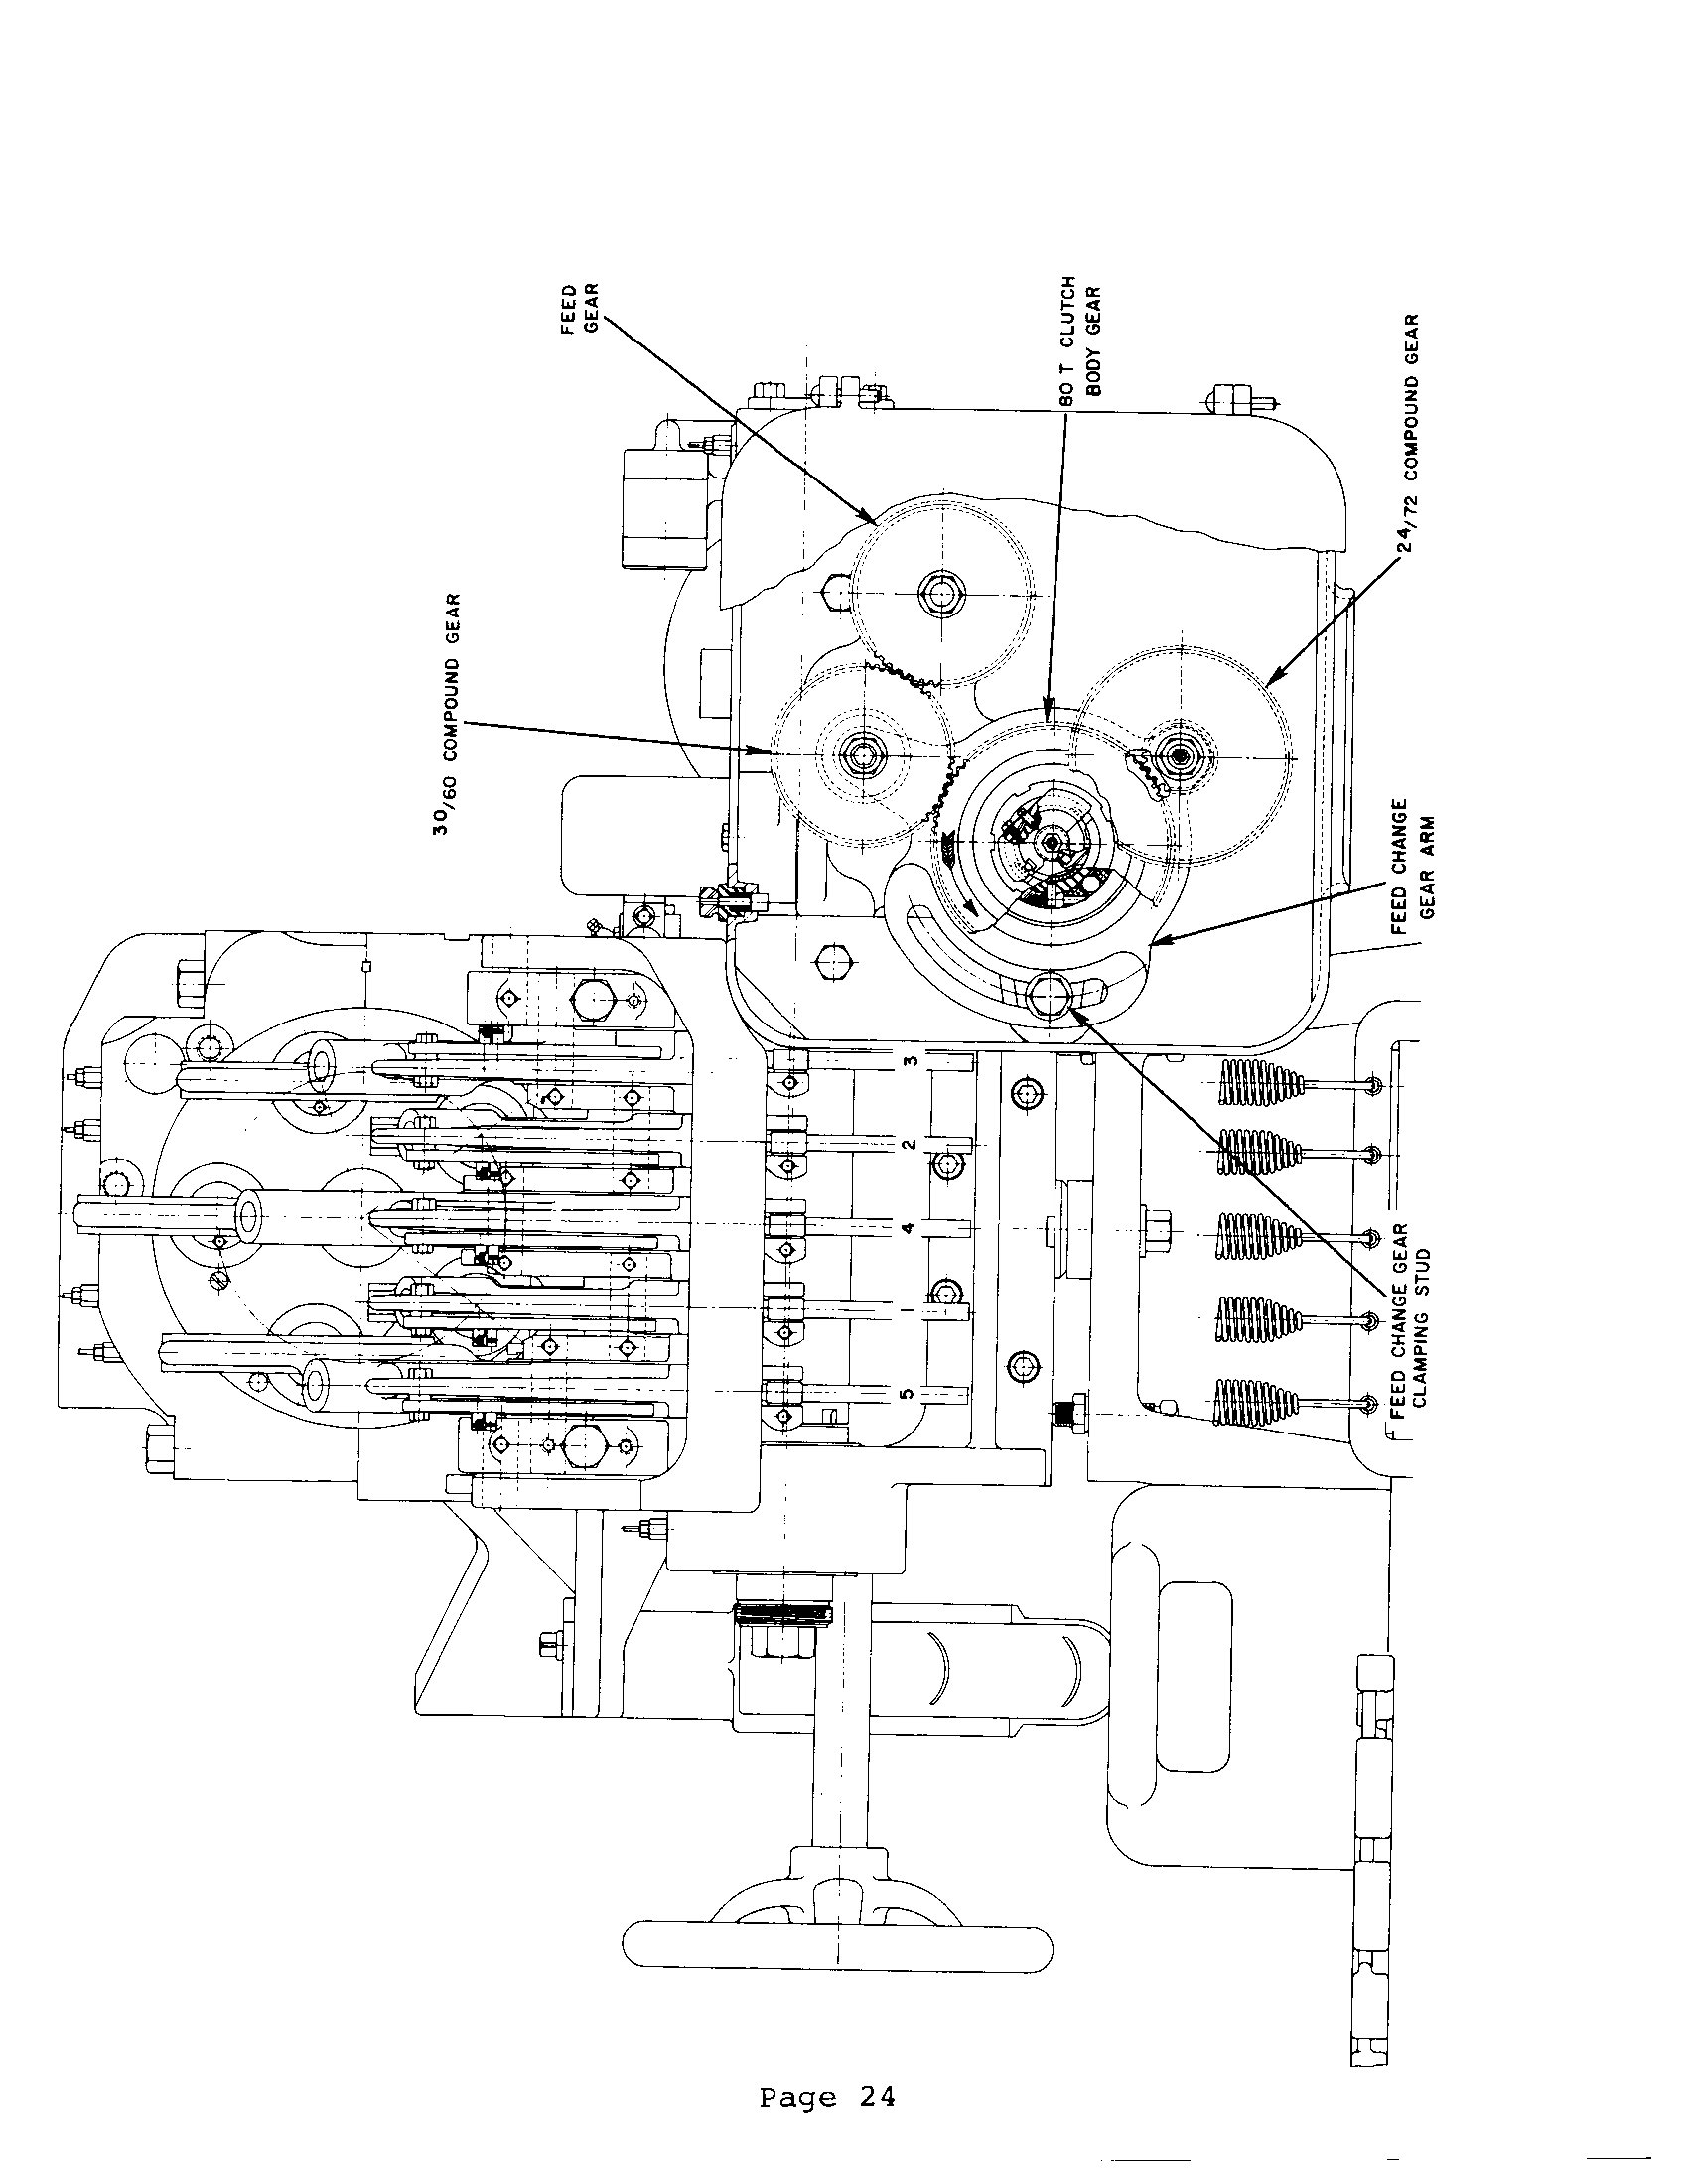 FEED
GEAR
80 T CLUTCH
BODY GEAR
24/72 COMPOUND GEAR
30/60 COMPOUND GEAR
FEED CHANGE
GEAR ARM
FEED CHANGE GEAR
CLAMPING STUD
3
2
4
1
5
Page 24